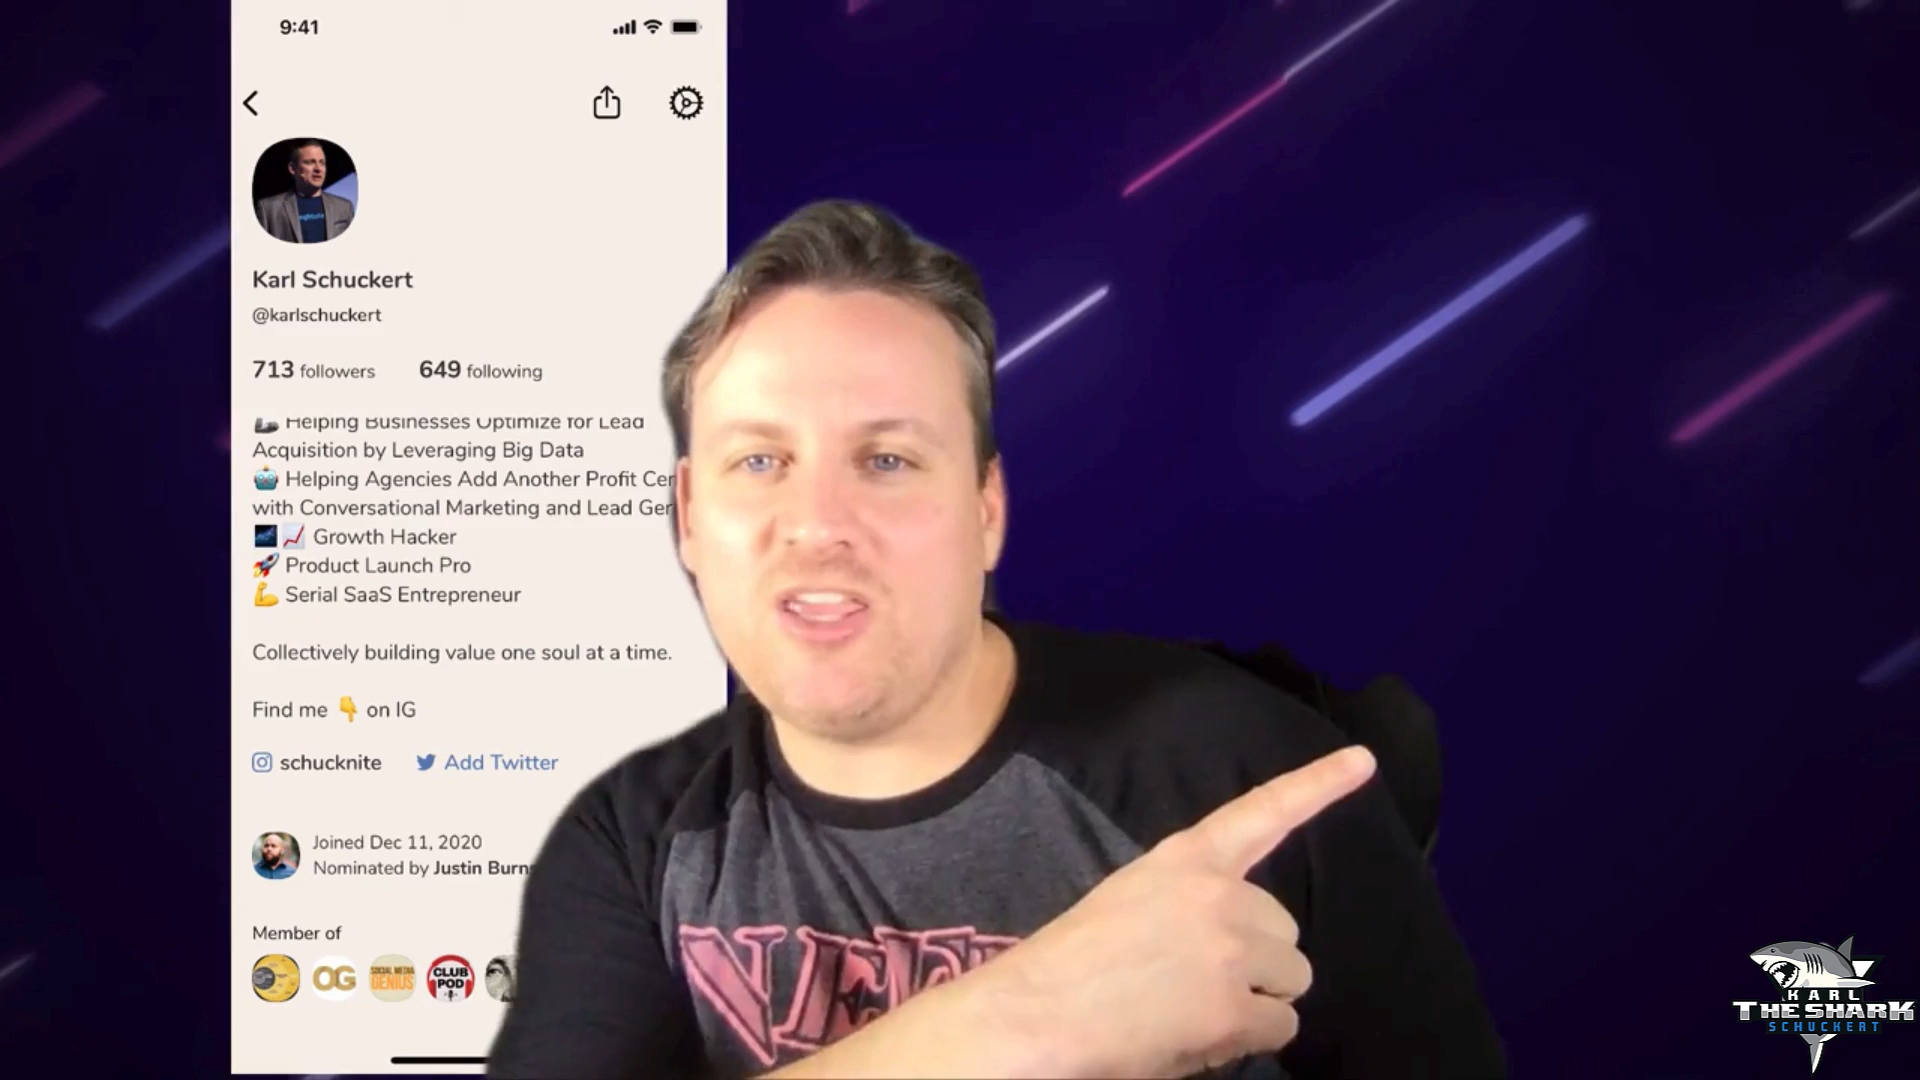 9:41
Karl Schuckert
@karlschuckert
713 followers 649 following
Helping Businesses Optimize for Lead
Acquisition by Leveraging Big Data
Helping Agencies Add Another Profit
with Conversational Marketing and Lead
Growth Hacker
Product Launch Pro
Serial SaaS Entrepreneur
Collectively building value one soul at a time.
Find me 👇 on IG
schucknite Add Twitter
Joined Dec 11, 2020
Nominated by Justin
Member of
OG
SOCIAL MEDIA
GENIUS
CLUB
POD
KARL
THE SHARK
SCHUCKERT